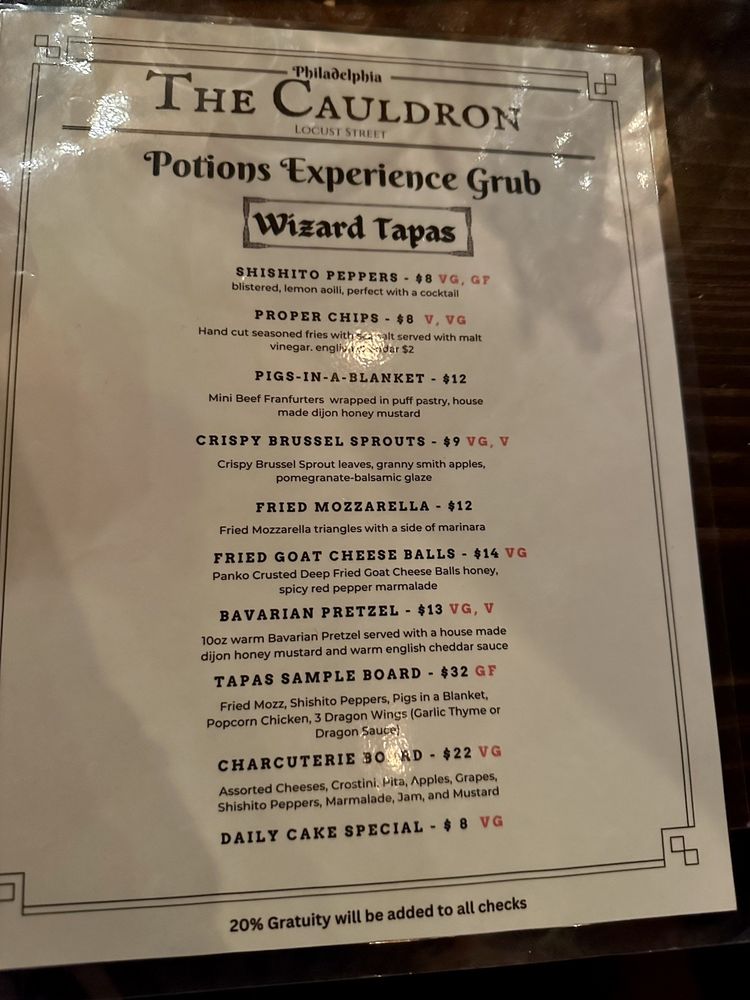 Philadelphia
THE CAULDRON
LOCUST STREET
Potions Experience Grub
Wizard Tapas
SHISHITO PEPPERS - $8 VG, GF
blistered, lemon aoili, perfect with a cocktail
PROPER CHIPS - $8 V, VG
Hand cut seasoned fries with salt served with malt
vinegar. $2
PIGS-IN-A-BLANKET - $12
Mini Beef Franfurters wrapped in puff pastry, house
made dijon honey mustard
CRISPY BRUSSEL SPROUTS - $9 VG, V
Crispy Brussel Sprout leaves, granny smith apples,
pomegranate-balsamic glaze
FRIED MOZZARELLA - $12
Fried Mozzarella triangles with a side of marinara
FRIED GOAT CHEESE BALLS - $14 VG
Panko Crusted Deep Fried Goat Cheese Balls honey,
spicy red pepper marmalade
BAVARIAN PRETZEL - $13 VG, V
10oz warm Bavarian Pretzel served with a house made
dijon honey mustard and warm english cheddar sauce
TAPAS SAMPLE BOARD - $32 GF
Fried Mozz, Shishito Peppers, Pigs in a Blanket,
Popcorn Chicken, 3 Dragon Wings (Garlic Thyme or
Dragon Sauce)
CHARCUTERIE BOARD - $22 VG
Assorted Cheeses, Crostini, Pita, Apples, Grapes,
Shishito Peppers, Marmalade, Jam, and Mustard
DAILY CAKE SPECIAL - $ 8 VG
20% Gratuity will be added to all checks